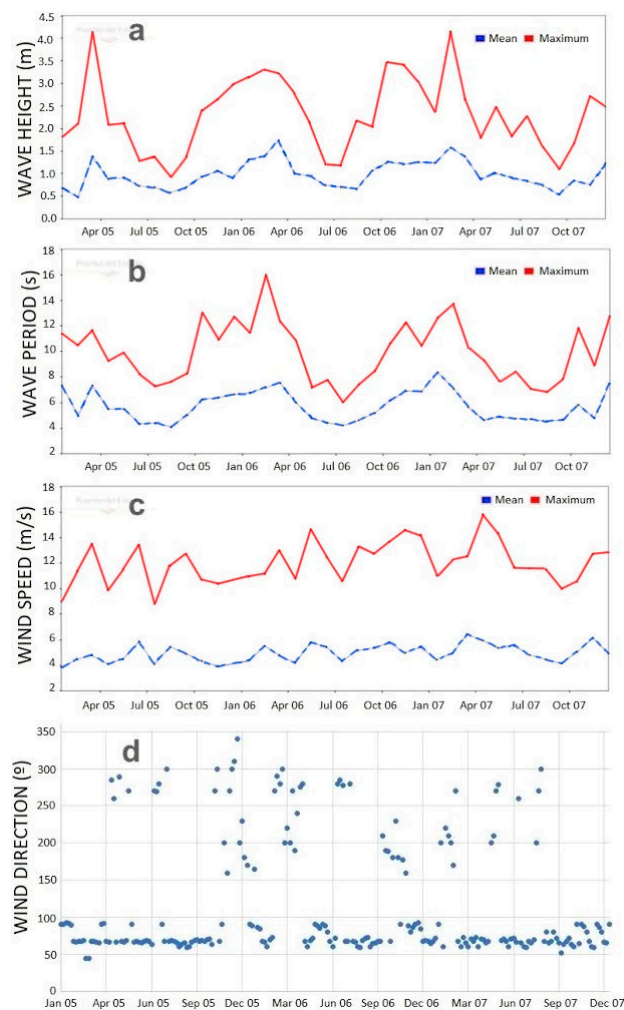 a
Mean Maximum
WAVE HEIGHT (m)
4.5
4.0
3.5
3.0
2.5
2.0
1.5
1.0
0.5
0.0
Apr 05 Jul 05 Oct 05 Jan 06 Apr 06 Jul 06 Oct 06 Jan 07 Apr 07 Jul 07 Oct 07
b
Mean Maximum
WAVE PERIOD (s)
18
16
14
12
10
8
6
4
2
Apr 05 Jul 05 Oct 05 Jan 06 Apr 06 Jul 06 Oct 06 Jan 07 Apr 07 Jul 07 Oct 07
c
Mean Maximum
WIND SPEED (m/s)
18
16
14
12
10
8
6
4
2
Apr 05 Jul 05 Oct 05 Jan 06 Apr 06 Jul 06 Oct 06 Jan 07 Apr 07 Jul 07 Oct 07
d
WIND DIRECTION (º)
350
300
250
200
150
100
50
0
Jan 05 Apr 05 Jun 05 Sep 05 Dec 05 Mar 06 Jun 06 Sep 06 Dec 06 Mar 07 Jun 07 Sep 07 Dec 07